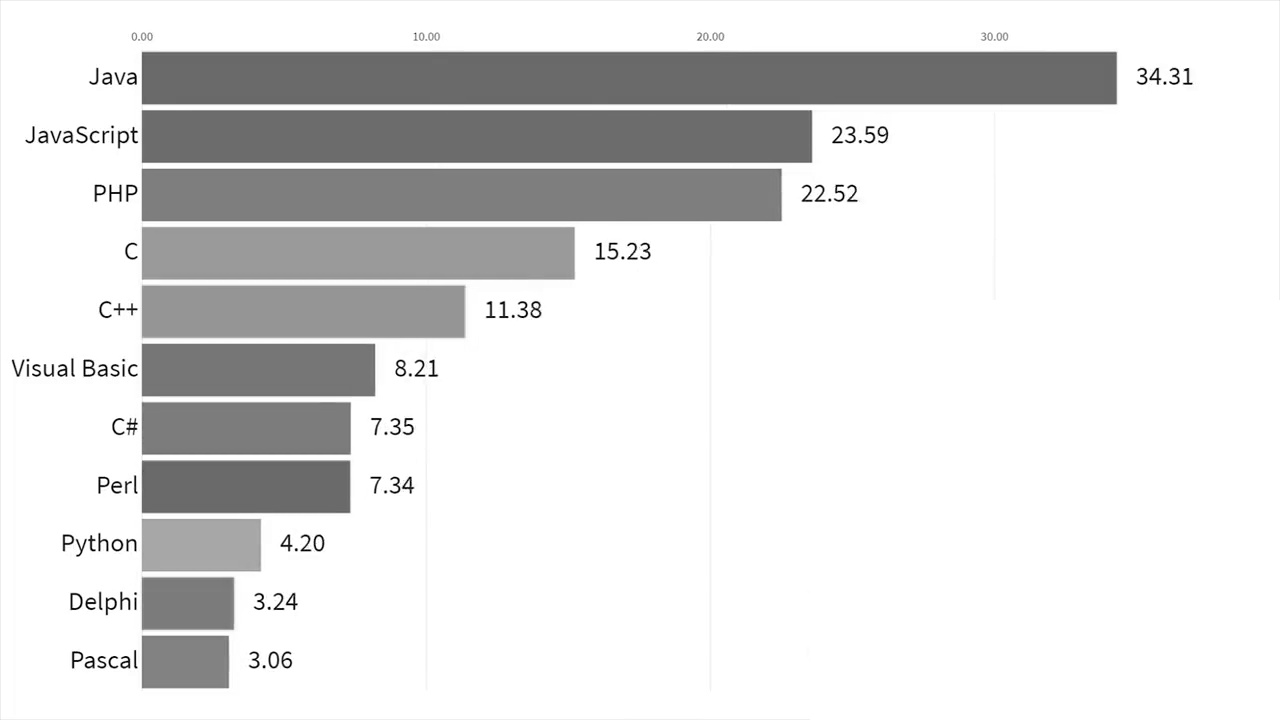 0.00 10.00 20.00 30.00
Java 34.31
JavaScript 23.59
PHP 22.52
C 15.23
C++ 11.38
Visual Basic 8.21
C# 7.35
Perl 7.34
Python 4.20
Delphi 3.24
Pascal 3.06